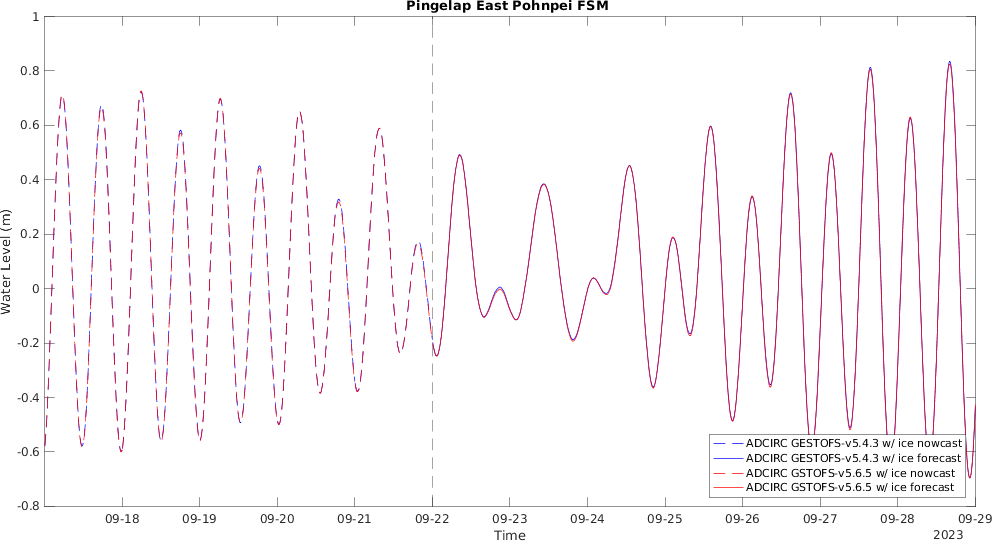 Pingelap East Pohnpei FSM
Water Level (m)
1
0.8
0.6
0.4
0.2
0
-0.2
-0.4
-0.6
-0.8
ADCIRC GESTOFS-v5.4.3 w/ ice nowcast
ADCIRC GESTOFS-v5.4.3 w/ ice forecast
ADCIRC GSTOFS-v5.6.5 w/ ice nowcast
ADCIRC GSTOFS-v5.6.5 w/ ice forecast
09-18 09-19 09-20 09-21 09-22 09-23 09-24 09-25 09-26 09-27 09-28 09-29
Time
2023